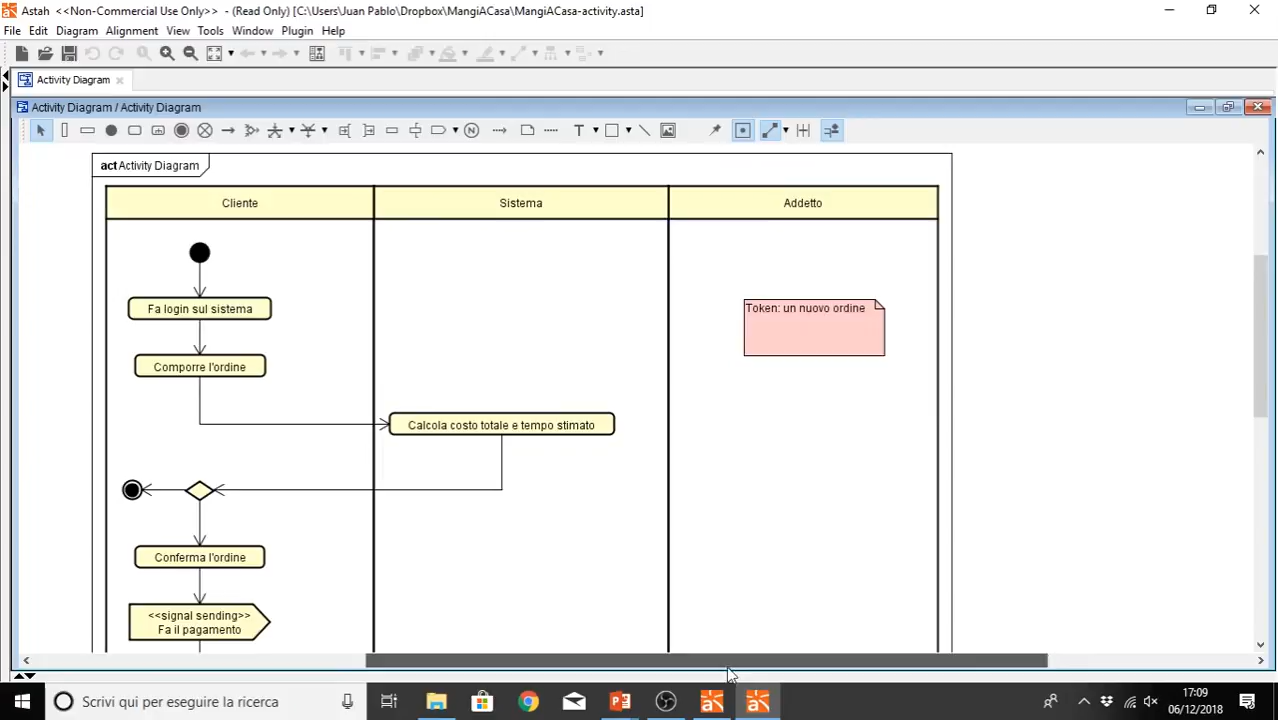 Astah <<Non-Commercial Use Only>> - (Read Only) [C:\Users\Juan Pablo\Dropbox\MangiACasa\MangiACasa-activity.asta]
File Edit Diagram Alignment View Tools Window Plugin Help
Activity Diagram
Activity Diagram / Activity Diagram
N T
act Activity Diagram
Cliente Sistema Addetto
Fa login sul sistema
Token: un nuovo ordine
Comporre l'ordine
Calcola costo totale e tempo stimato
Conferma l'ordine
<<signal sending>>
Fa il pagamento
Scrivi qui per eseguire la ricerca
17:09
06/12/2018